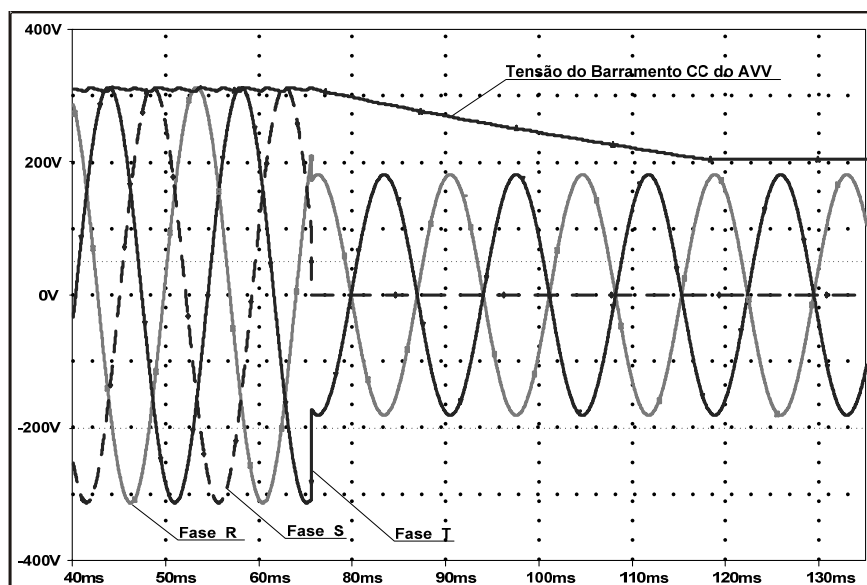 400V
Tensão do Barramento CC do AVV
200V
0V
-200V
Fase R
Fase S
Fase T
-400V
40ms 50ms 60ms 80ms 90ms 100ms 110ms 120ms 130ms